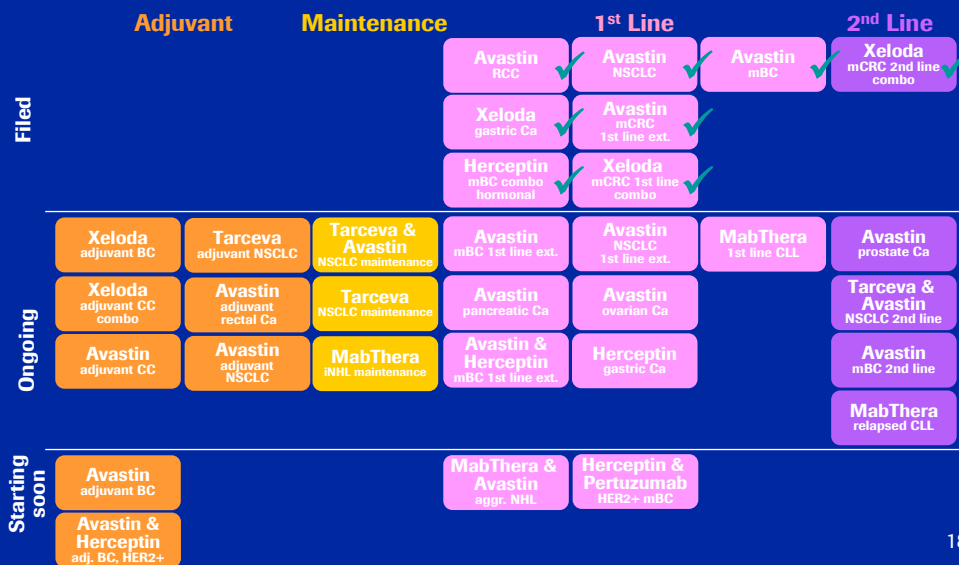 Adjuvant
Maintenance
1st Line
2nd Line
Filed
Avastin
RCC
Avastin
NSCLC
Avastin
mBC
Xeloda
mCRC 2nd line
combo
Xeloda
gastric Ca
Avastin
mCRC
1st line ext.
Herceptin
mBC combo
hormonal
Xeloda
mCRC 1st line
combo
Ongoing
Xeloda
adjuvant BC
Tarceva
adjuvant NSCLC
Tarceva &
Avastin
NSCLC maintenance
Avastin
mBC 1st line ext.
Avastin
NSCLC
1st line ext.
MabThera
1st line CLL
Avastin
prostate Ca
Xeloda
adjuvant CC
combo
Avastin
adjuvant
rectal Ca
Tarceva
NSCLC maintenance
Avastin
pancreatic Ca
Avastin
ovarian Ca
Tarceva &
Avastin
NSCLC 2nd line
Avastin
adjuvant CC
Avastin
adjuvant
NSCLC
MabThera
iNHL maintenance
Avastin &
Herceptin
mBC 1st line ext.
Herceptin
gastric Ca
Avastin
mBC 2nd line
MabThera
relapsed CLL
Starting
soon
Avastin
adjuvant BC
MabThera &
Avastin
aggr. NHL
Herceptin &
Pertuzumab
HER2+ mBC
Avastin &
Herceptin
adj. BC, HER2+
18